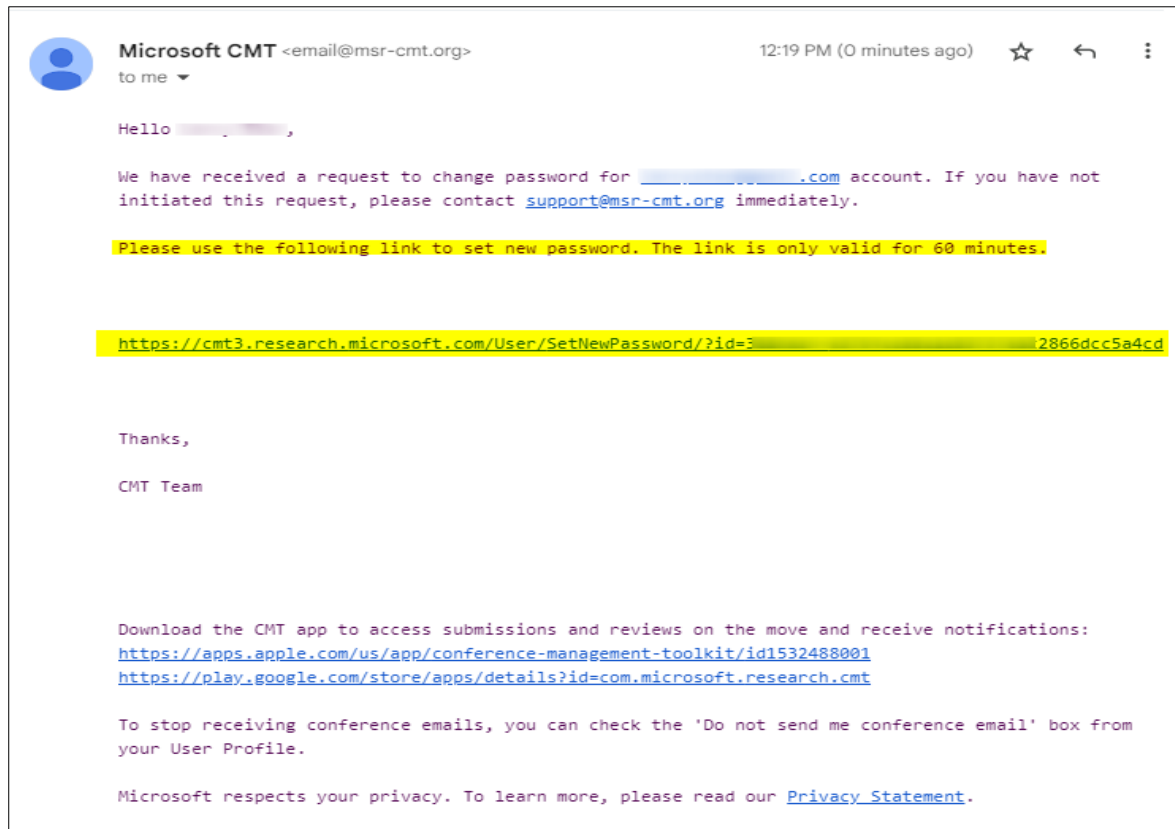 Microsoft CMT <email@msr-cmt.org> 12:19 PM (0 minutes ago)
to me
Hello ,
We have received a request to change password for .com account. If you have not
initiated this request, please contact support@msr-cmt.org immediately.
Please use the following link to set new password. The link is only valid for 60 minutes.
https://cmt3.research.microsoft.com/User/SetNewPassword/?id=3 2866dcc5a4cd
Thanks,
CMT Team
Download the CMT app to access submissions and reviews on the move and receive notifications:
https://apps.apple.com/us/app/conference-management-toolkit/id1532488001
https://play.google.com/store/apps/details?id=com.microsoft.research.cmt
To stop receiving conference emails, you can check the 'Do not send me conference email' box from
your User Profile.
Microsoft respects your privacy. To learn more, please read our Privacy Statement.